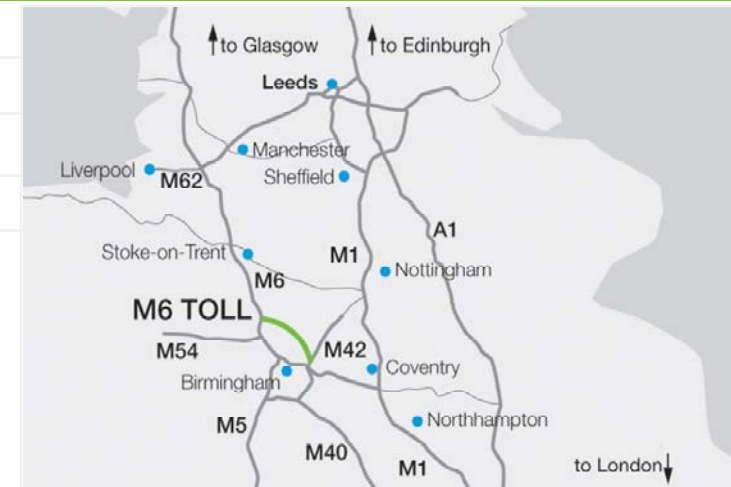 to Glasgow
to Edinburgh
Leeds
Manchester
Liverpool
M62
Sheffield
A1
Stoke-on-Trent
M1
Nottingham
M6
M6 TOLL
M54
M42
Coventry
Birmingham
M5
Northhampton
M40
M1
to London